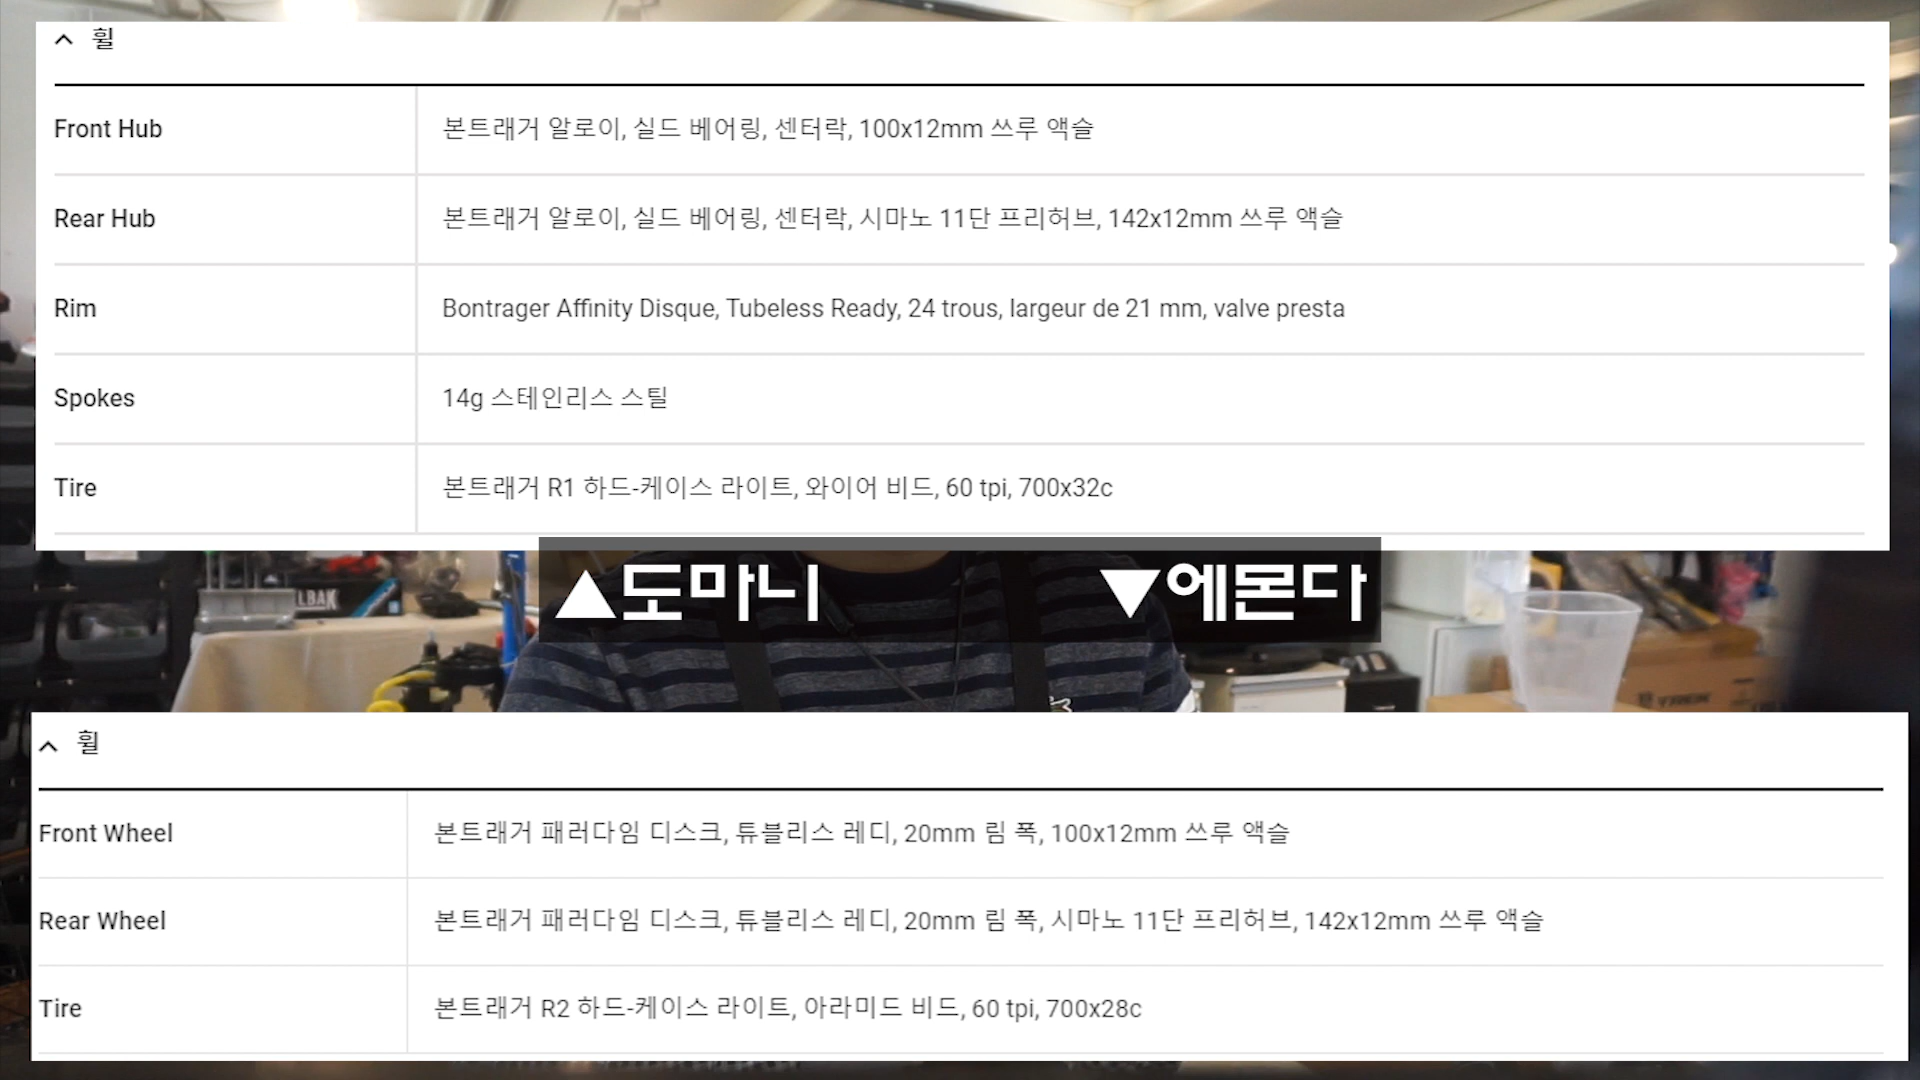 휠
Front Hub 본트래거 알로이, 실드 베어링, 센터락, 100x12mm 쓰루 액슬
Rear Hub 본트래거 알로이, 실드 베어링, 센터락, 시마노 11단 프리허브, 142x12mm 쓰루 액슬
Rim Bontrager Affinity Disque, Tubeless Ready, 24 trous, largeur de 21 mm, valve presta
Spokes 14g 스테인리스 스틸
Tire 본트래거 R1 하드-케이스 라이트, 와이어 비드, 60 tpi, 700x32c
▲도마니 ▼에몬다
휠
Front Wheel 본트래거 패러다임 디스크, 튜블리스 레디, 20mm 림 폭, 100x12mm 쓰루 액슬
Rear Wheel 본트래거 패러다임 디스크, 튜블리스 레디, 20mm 림 폭, 시마노 11단 프리허브, 142x12mm 쓰루 액슬
Tire 본트래거 R2 하드-케이스 라이트, 아라미드 비드, 60 tpi, 700x28c